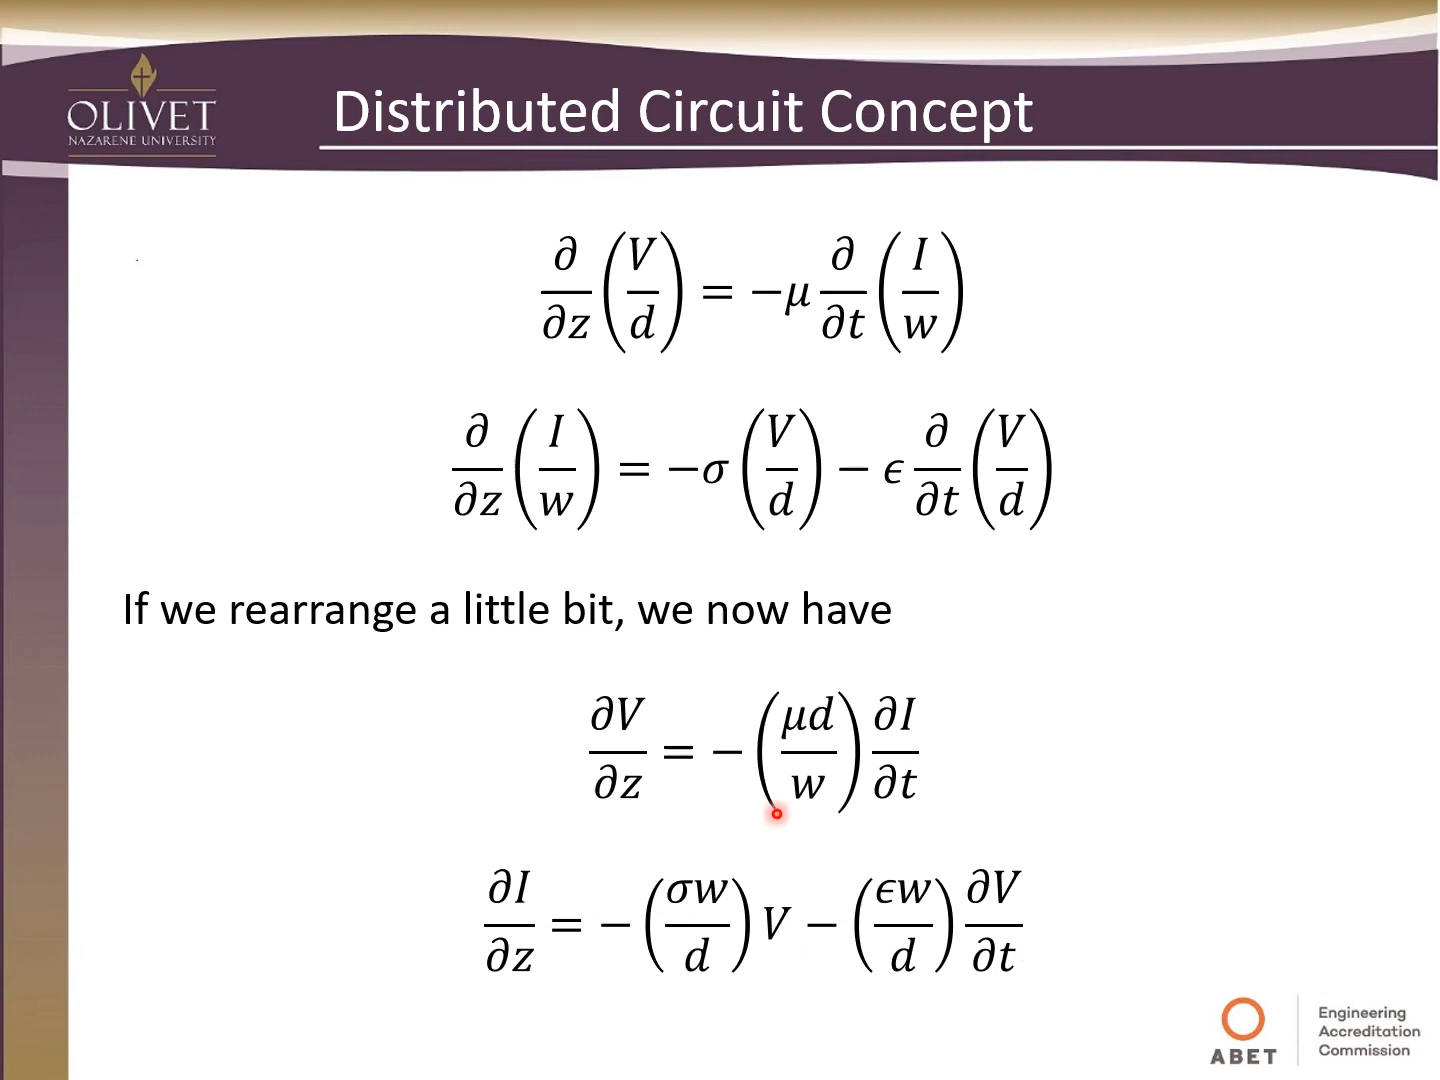 OLIVET
NAZARENE UNIVERSITY
Distributed Circuit Concept
∂/∂z (V/d) = −μ ∂/∂t (I/w)
∂/∂z (I/w) = −σ (V/d) − ϵ ∂/∂t (V/d)
If we rearrange a little bit, we now have
∂V/∂z = − (μd/w) ∂I/∂t
∂I/∂z = − (σw/d) V − (ϵw/d) ∂V/∂t
ABET
Engineering
Accreditation
Commission